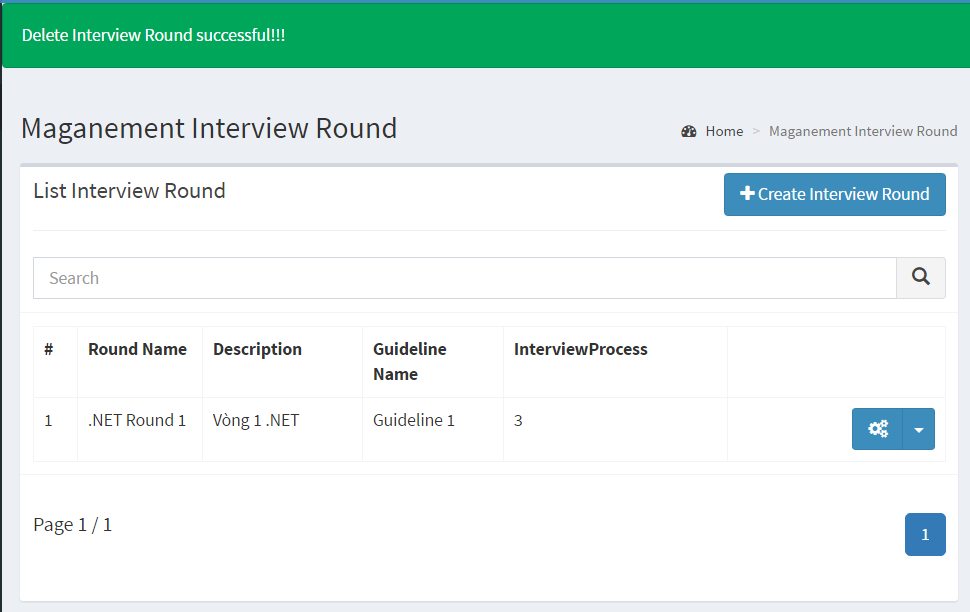 Delete Interview Round successful!!!
Maganement Interview Round
Home > Maganement Interview Round
List Interview Round
Create Interview Round
Search
# Round Name Description Guideline Name InterviewProcess
1 .NET Round 1 Vòng 1 .NET Guideline 1 3
Page 1 / 1
1